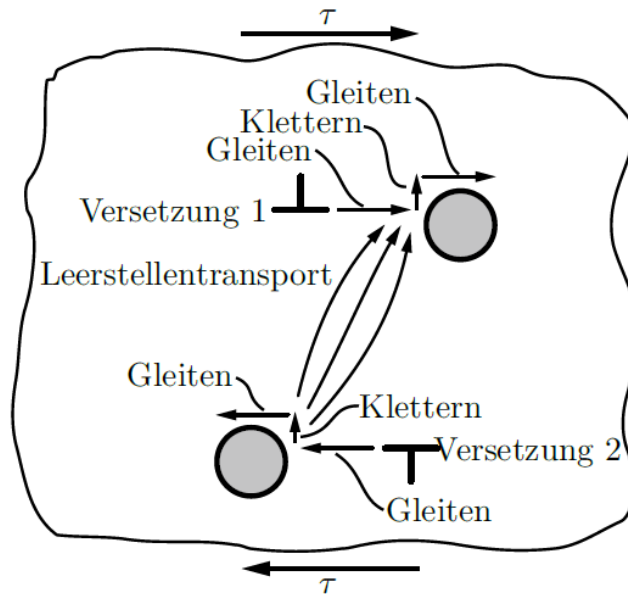 τ
Gleiten
Klettern
Gleiten
Versetzung 1
Leerstellentransport
Gleiten
Klettern
Versetzung 2
Gleiten
τ